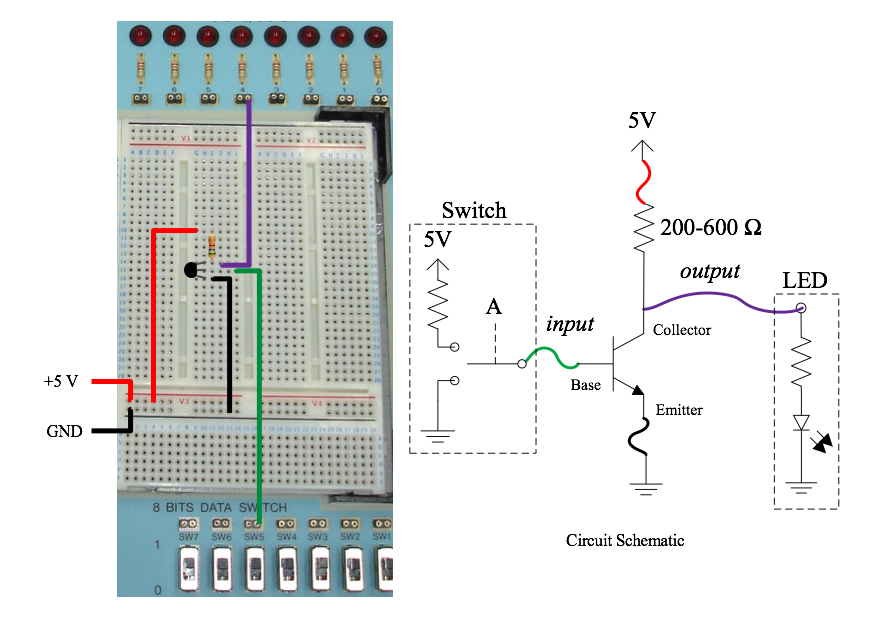 7 6 5 4 3 2 1 0
V1 V2
+5 V
GND
V3 V4
8 BITS DATA SWITCH
SW7 SW6 SW5 SW4 SW3 SW2 SW1
1
0
5V
200-600 Ω
Switch
5V
A
input
output
LED
Collector
Base
Emitter
Circuit Schematic